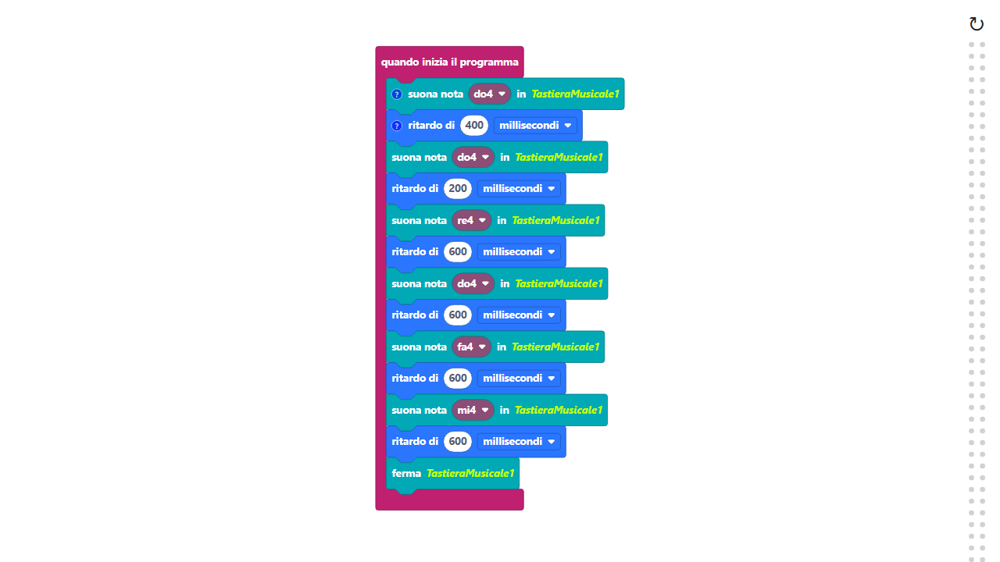 quando inizia il programma
? suona nota do4 in TastieraMusicale1
? ritardo di 400 millisecondi
suona nota do4 in TastieraMusicale1
ritardo di 200 millisecondi
suona nota re4 in TastieraMusicale1
ritardo di 600 millisecondi
suona nota do4 in TastieraMusicale1
ritardo di 600 millisecondi
suona nota fa4 in TastieraMusicale1
ritardo di 600 millisecondi
suona nota mi4 in TastieraMusicale1
ritardo di 600 millisecondi
ferma TastieraMusicale1